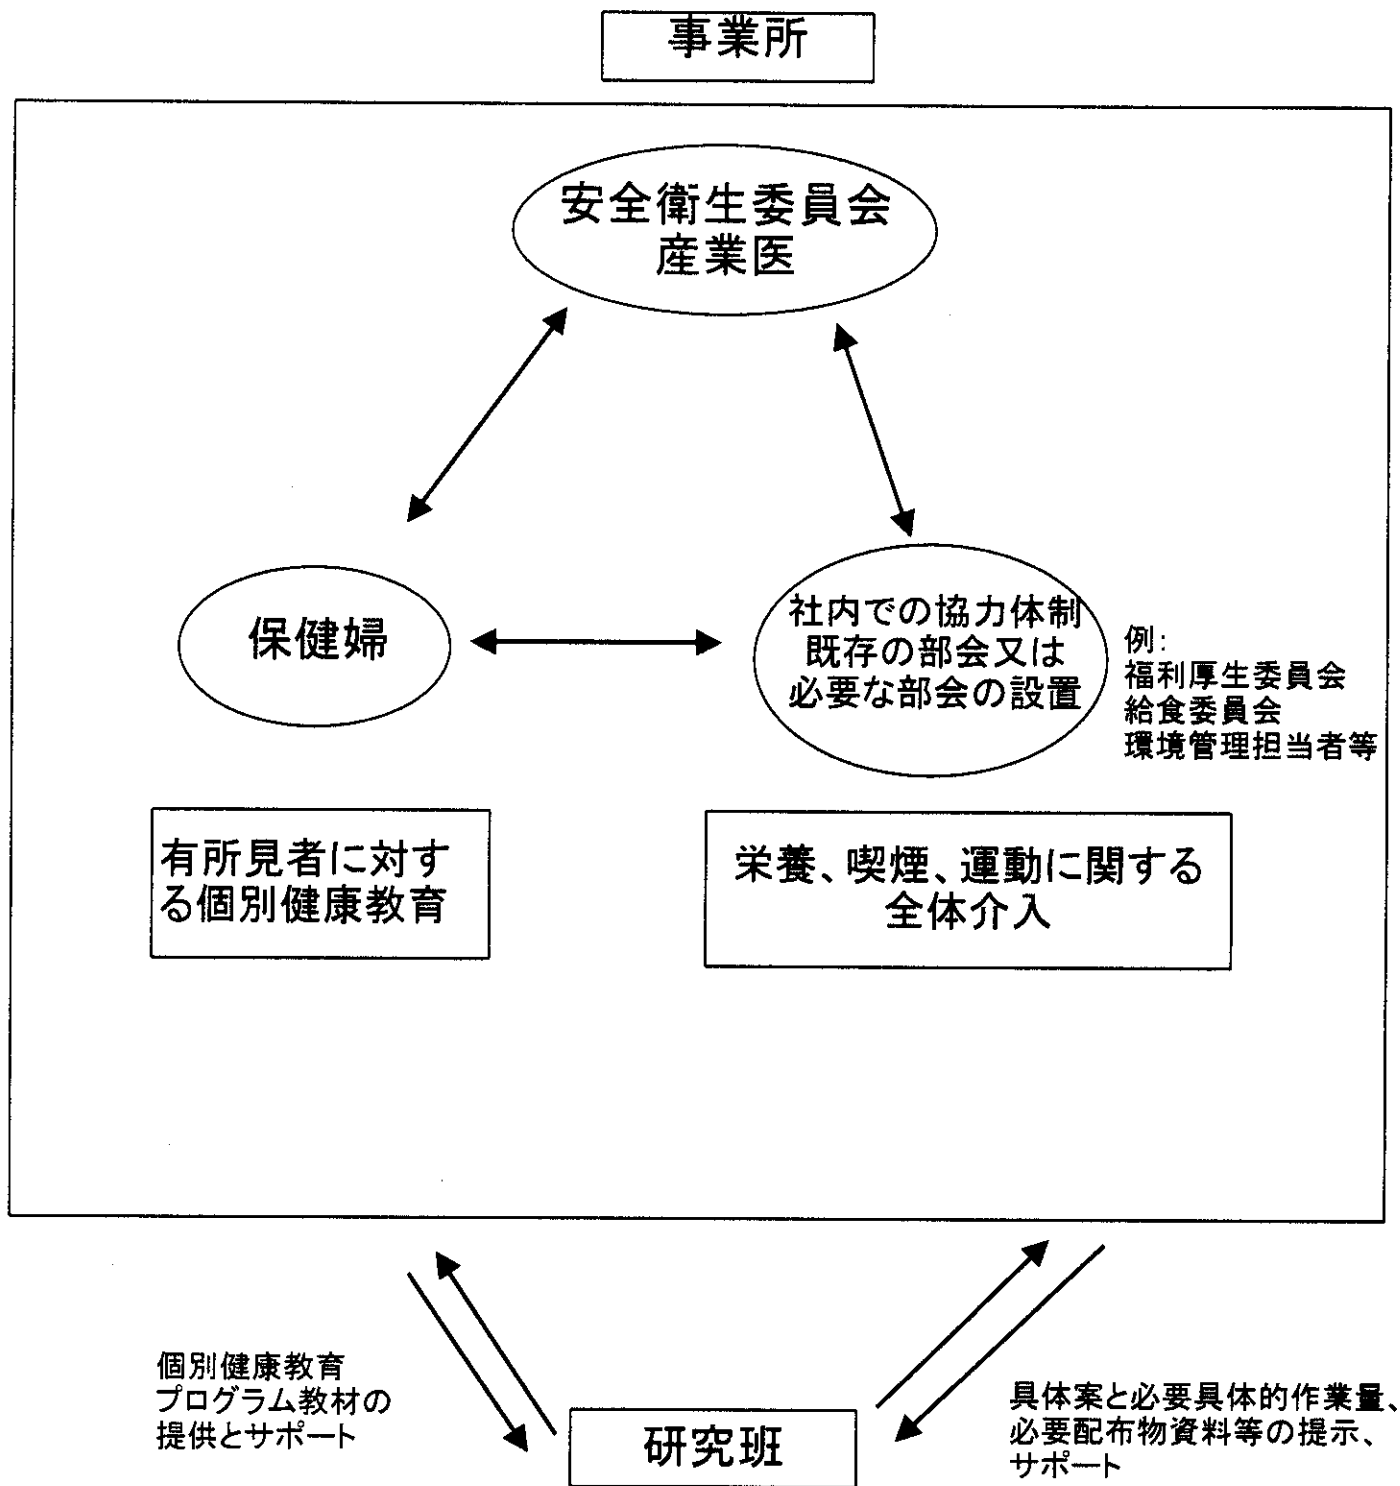 事業所
安全衛生委員会
産業医
保健婦
社内での協力体制
既存の部会又は
必要な部会の設置
例:
福利厚生委員会
給食委員会
環境管理担当者等
有所見者に対す
る個別健康教育
栄養、喫煙、運動に関する
全体介入
個別健康教育
プログラム教材の
提供とサポート
研究班
具体案と必要具体的作業量、
必要配布物資料等の提示、
サポート